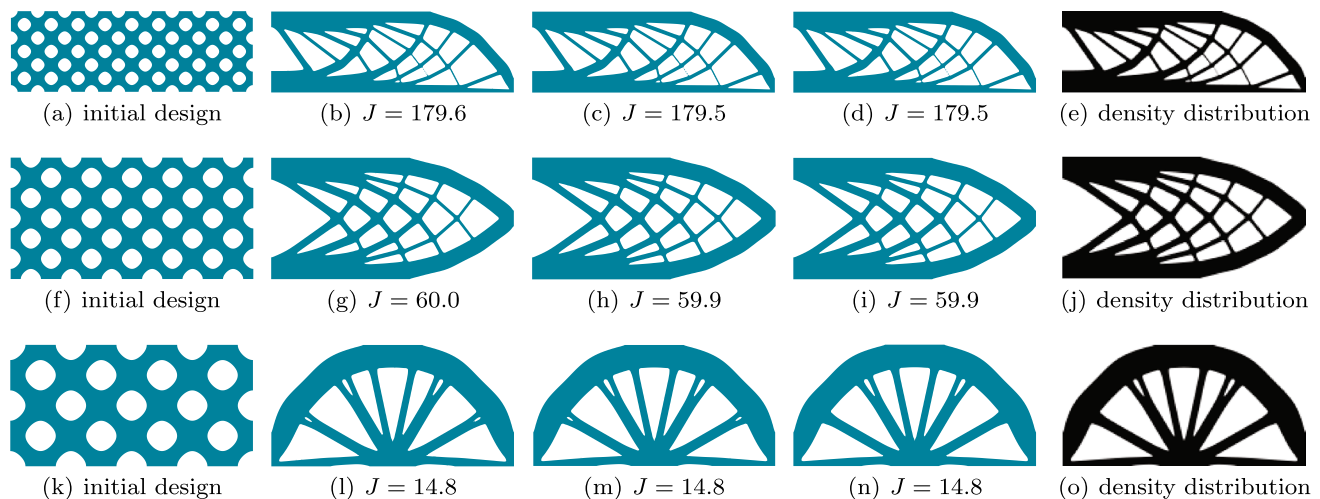 (a) initial design
(b) J = 179.6
(c) J = 179.5
(d) J = 179.5
(e) density distribution
(f) initial design
(g) J = 60.0
(h) J = 59.9
(i) J = 59.9
(j) density distribution
(k) initial design
(l) J = 14.8
(m) J = 14.8
(n) J = 14.8
(o) density distribution